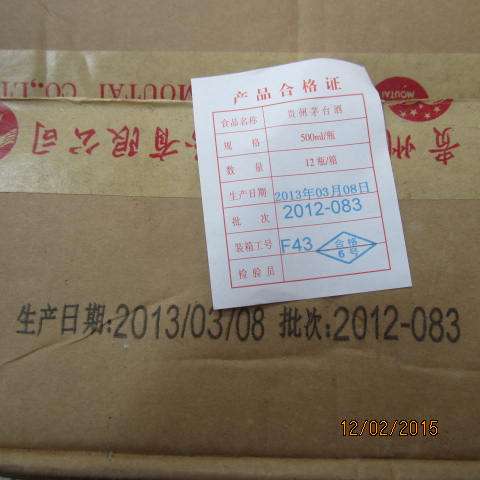 MOUTAI
CO.,LT
MOUTAI
有限公司
贵州
产品合格证
食品名称 贵州茅台酒
规格 500ml/瓶
数量 12瓶/箱
生产日期 2013年03月08日
批次 2012-083
装箱工号 F43
合格
6号
检验员
生产日期:2013/03/08 批次:2012-083
12/02/2015